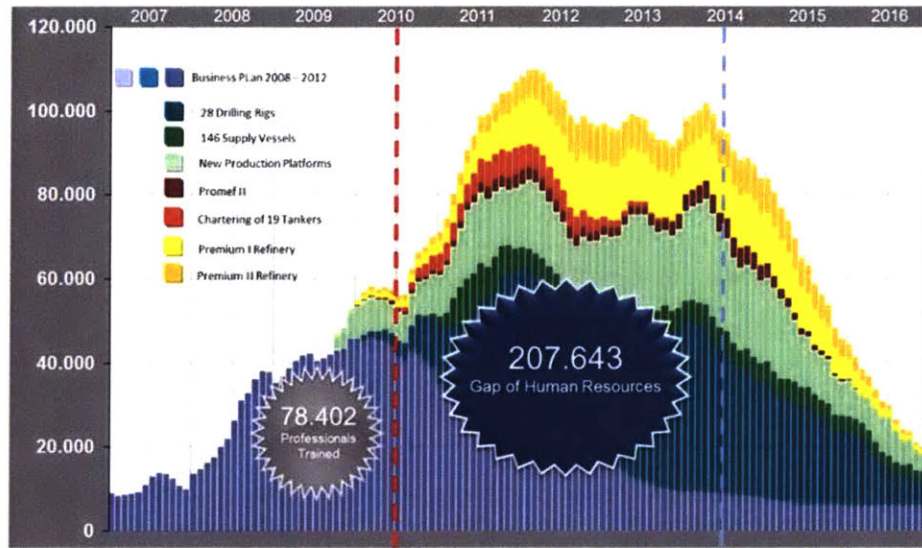 2007 2008 2009 2010 2011 2012 2013 2014 2015 2016
120.000
100.000
80.000
60.000
40.000
20.000
0
Business PLan 2008 – 2012
28 Drilling Rigs
146 Supply Vessels
New Production Platforms
Promef II
Chartering of 19 Tankers
Premium I Refinery
Premium II Refinery
78.402
Professionals
Trained
207.643
Gap of Human Resources